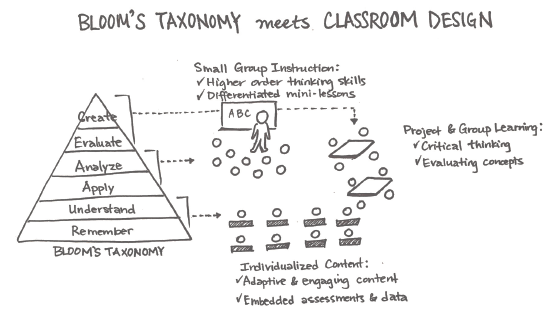 BLOOM'S TAXONOMY meets CLASSROOM DESIGN
Small Group Instruction:
✓Higher order thinking skills
✓Differentiated mini-lessons
ABC
Create
Evaluate
Analyze
Apply
Understand
Remember
BLOOM'S TAXONOMY
Project & Group Learning:
✓Critical thinking
✓Evaluating concepts
Individualized Content:
✓Adaptive & engaging content
✓Embedded assessments & data